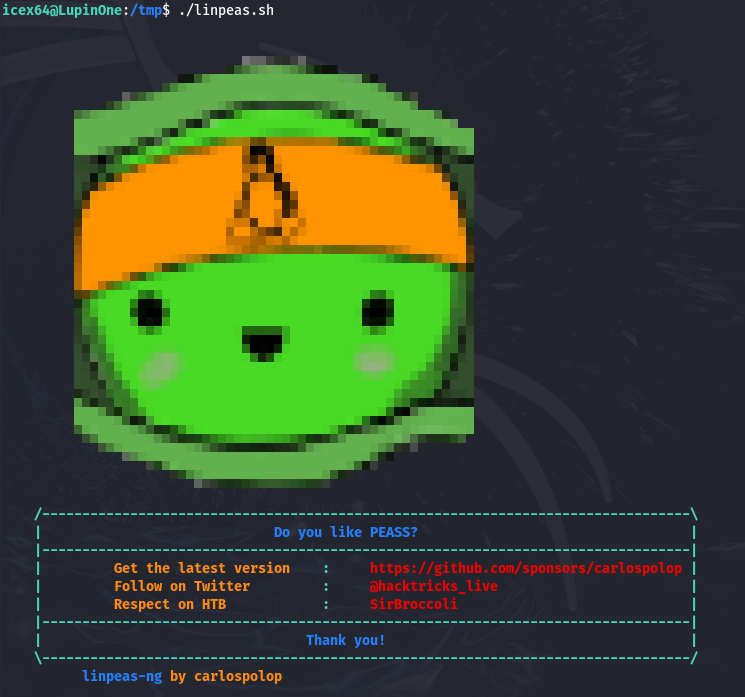 icex64@LupinOne:/tmp$ ./linpeas.sh
/---------------------------------------------------------------------------------\
|                             Do you like PEASS?                                  |
|---------------------------------------------------------------------------------|
|         Get the latest version    :     https://github.com/sponsors/carlospolop |
|         Follow on Twitter         :     @hacktricks_live                        |
|         Respect on HTB            :     SirBroccoli                             |
|---------------------------------------------------------------------------------|
|                                 Thank you!                                      |
\---------------------------------------------------------------------------------/
linpeas-ng by carlospolop